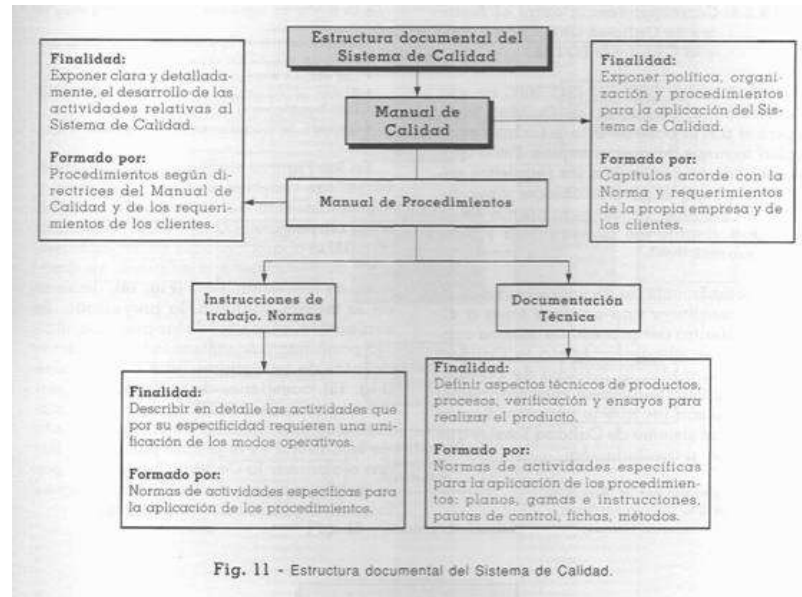 Estructura documental del
Sistema de Calidad
Finalidad:
Exponer clara y detallada-
mente, el desarrollo de las
actividades relativas al
Sistema de Calidad.
Formado por:
Procedimientos según di-
rectrices del Manual de
Calidad y de los requeri-
mientos de los clientes.
Manual de
Calidad
Finalidad:
Exponer política, organi-
zación y procedimientos
para la aplicación del Sis-
tema de Calidad.
Formado por:
Capítulos acorde con la
Norma y requerimientos
de la propia empresa y de
los clientes.
Manual de Procedimientos
Instrucciones de
trabajo. Normas
Documentación
Técnica
Finalidad:
Describir en detalle las actividades que
por su especificidad requieren una uni-
ficación de los modos operativos.
Formado por:
Normas de actividades específicas para
la aplicación de los procedimientos.
Finalidad:
Definir aspectos técnicos de productos,
procesos, verificación y ensayos para
realizar el producto.
Formado por:
Normas de actividades específicas
para la aplicación de los procedimien-
tos: planos, gamas e instrucciones,
pautas de control, fichas, métodos.
Fig. 11 - Estructura documental del Sistema de Calidad.